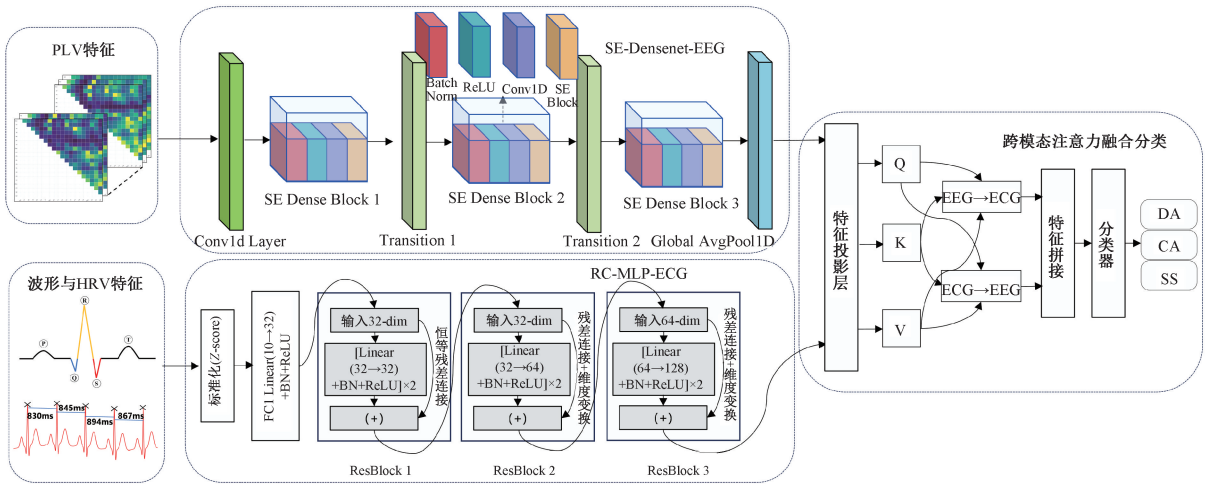 PLV特征
SE-Densenet-EEG
Batch
Norm
ReLU
Conv1D
SE
Block
SE Dense Block 1
SE Dense Block 2
SE Dense Block 3
Conv1d Layer
Transition 1
Transition 2
Global AvgPool1D
波形与HRV特征
P
Q
R
S
T
830ms
845ms
894ms
867ms
RC-MLP-ECG
标准化(Z-score)
FC1 Linear(10→32)
+BN+ReLU
输入32-dim
[Linear
(32→32)
+BN+ReLU]×2
(+)
恒等残差连接
ResBlock 1
输入32-dim
[Linear
(32→64)
+BN+ReLU]×2
(+)
残差连接+维度变换
ResBlock 2
输入64-dim
[Linear
(64→128)
+BN+ReLU]×2
(+)
残差连接+维度变换
ResBlock 3
跨模态注意力融合分类
特征投影层
Q
K
V
EEG→ECG
ECG→EEG
特征拼接
分类器
DA
CA
SS